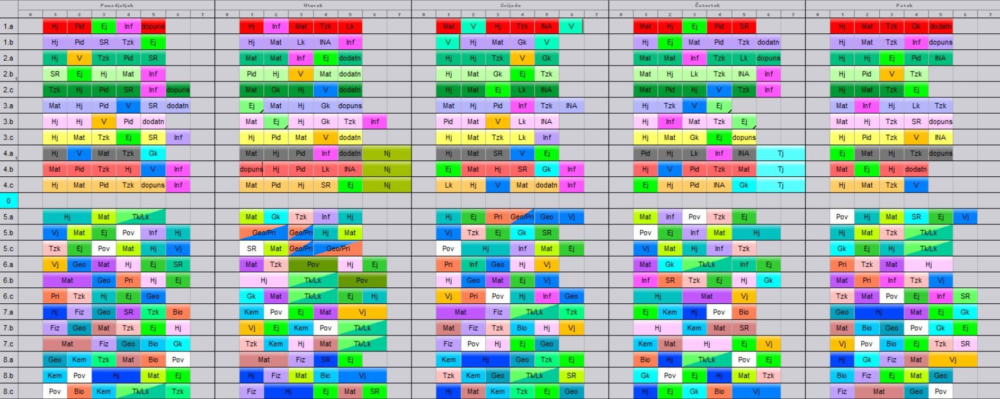 Ponedjeljak Utorak Srijeda Četvrtak Petak
0 1 2 3 4 5 6 7 0 1 2 3 4 5 6 7 0 1 2 3 4 5 6 7 0 1 2 3 4 5 6 7 0 1 2 3 4 5 6 7
1.a Hj Pid Ej Inf dopuns Hj Inf Mat Tzk Lk Mat V Hj Tzk INA V Mat Hj Ej Pid SR Hj Mat Tzk Gk dodatn
1.b Hj Pid SR Tzk Ej Hj Mat Lk INA Inf V Hj Mat Gk V Hj Ej Mat Pid Tzk dodatn Hj Mat Tzk Inf dopuns
2.a Hj V Tzk Pid SR Mat Mat Inf Ej dodatn Hj Hj Tzk V Gk Mat Mat Inf Tzk Lk dopuns Hj Hj Ej Pid INA
2.b 1 SR Ej Hj Mat Inf Pid Hj V Mat dodatn Hj Mat Gk Ej Tzk Mat Hj Lk Tzk INA Inf Hj Pid V Tzk
2.c Tzk Hj Pid SR Inf dopuns Mat Gk Hj V dodatn Hj Mat Ej Lk INA Mat Pid Hj V Tzk Inf Hj Mat Tzk Ej
3.a Mat Hj Pid V SR dodatn Ej Mat Hj Gk dopuns Mat Hj Pid Inf Tzk INA Hj Tzk V Ej Mat Inf Hj Lk Tzk
3.b Hj Hj V Pid dodatn Mat Ej Hj Gk Tzk Inf Pid Mat V Lk INA Hj Inf Mat Tzk Ej Mat Hj Tzk SR dopuns
3.c Hj Mat Tzk Ej SR Inf Hj Pid Mat V dodatn Hj Mat Tzk Lk Inf Hj Mat Gk Ej dopuns Hj Pid Tzk V INA
4.a 1 Hj V Mat Tzk Gk Mat Hj Pid Inf dodatn Nj Hj Mat SR V Ej Pid Hj Lk Inf INA Tj Ej Mat Hj Tzk dopuns
4.b Mat Pid Tzk Hj V Inf dopuns Hj Pid Lk INA Nj Ej Mat Hj SR Gk Inf Hj V Pid Tzk Mat Tj Mat Ej Hj dodatn
4.c Hj Mat Pid Tzk dopuns Inf Mat Pid Hj SR Ej Nj Lk Hj V Mat dodatn Inf Ej Hj Pid INA Gk Tj Hj Mat Tzk V
0
5.a Hj Mat Tk/Lk Mat Gk Tzk Inf Hj Hj Ej Pri Geo/Pri Geo Vj Mat Inf Pov Tzk Ej Pov Hj Mat SR Ej Vj
5.b Vj Mat Ej Pov Inf Hj Geo/Pri Geo/Pri Hj Mat Vj Tzk Ej Gk SR Pov Ej Inf Mat Hj Hj Mat Tzk Tk/Lk
5.c Tzk Ej Pov Mat Hj Vj SR Mat Geo/Pri Geo/Pri Pov Hj Inf Mat Ej Vj Mat Hj Inf Tzk Gk Ej Hj Tk/Lk
6.a Vj Geo Mat Hj Ej SR Mat Tzk Pov Hj Ej Pri Inf Geo Hj Vj Mat Gk Tk/Lk Inf Ej Pri Tzk Mat Hj
6.b Mat Geo Pri Hj Ej Hj Tk/Lk Pov Hj Geo Mat Ej Vj Inf SR Tzk Ej Hj Gk Mat Pri Inf Tzk Vj
6.c Pri Tzk Hj Ej Geo Gk Mat Tk/Lk Ej Hj Vj Pri Pov Hj Inf Geo Hj Mat Vj Tzk Mat Pov Ej Inf SR
7.a Hj Fiz Geo SR Tzk Bio Kem Pov Ej Mat Vj Mat Fiz Tk/Lk Tzk Ej Kem Hj Pov Bio Geo Hj Mat Ej Gk
7.b Fiz Geo Mat Tzk Ej Hj Vj Ej Kem Pov Tk/Lk Mat Fiz Tzk Bio Hj Vj Hj Kem Mat SR Mat Bio Geo Pov Gk Ej
7.c Mat Fiz Geo Bio Gk Tzk Kem Hj Mat Tk/Lk Fiz Pov Hj Ej Geo Kem Mat Hj Ej Vj Vj Pov Bio Ej Tzk SR
8.a Geo Kem Tzk Mat Bio Pov Mat Fiz SR Ej Kem Hj Geo Tzk Ej Bio Hj Tk/Lk Pov Ej Hj Gk Fiz Mat Vj
8.b Kem Pov Hj Mat Ej Hj Fiz Mat Bio Vj Tzk Kem Geo Tk/Lk SR Gk Pov Ej Hj Mat Tzk Bio Fiz Ej Mat Geo
8.c Pov Bio Kem Tk/Lk Tzk Fiz Hj Ej Mat SR Hj Mat Kem Tzk Ej Geo Hj Ej Gk Bio Vj Fiz Mat Geo Pov